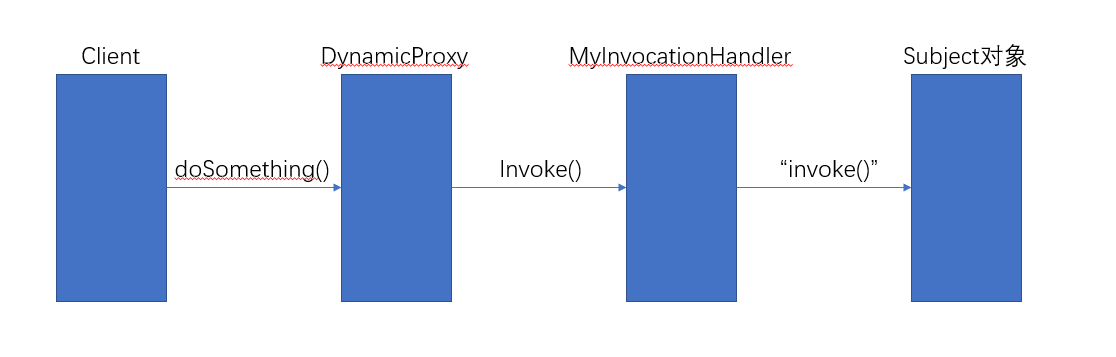 Client
DynamicProxy
MyInvocationHandler
Subject对象
doSomething()
Invoke()
“invoke()”